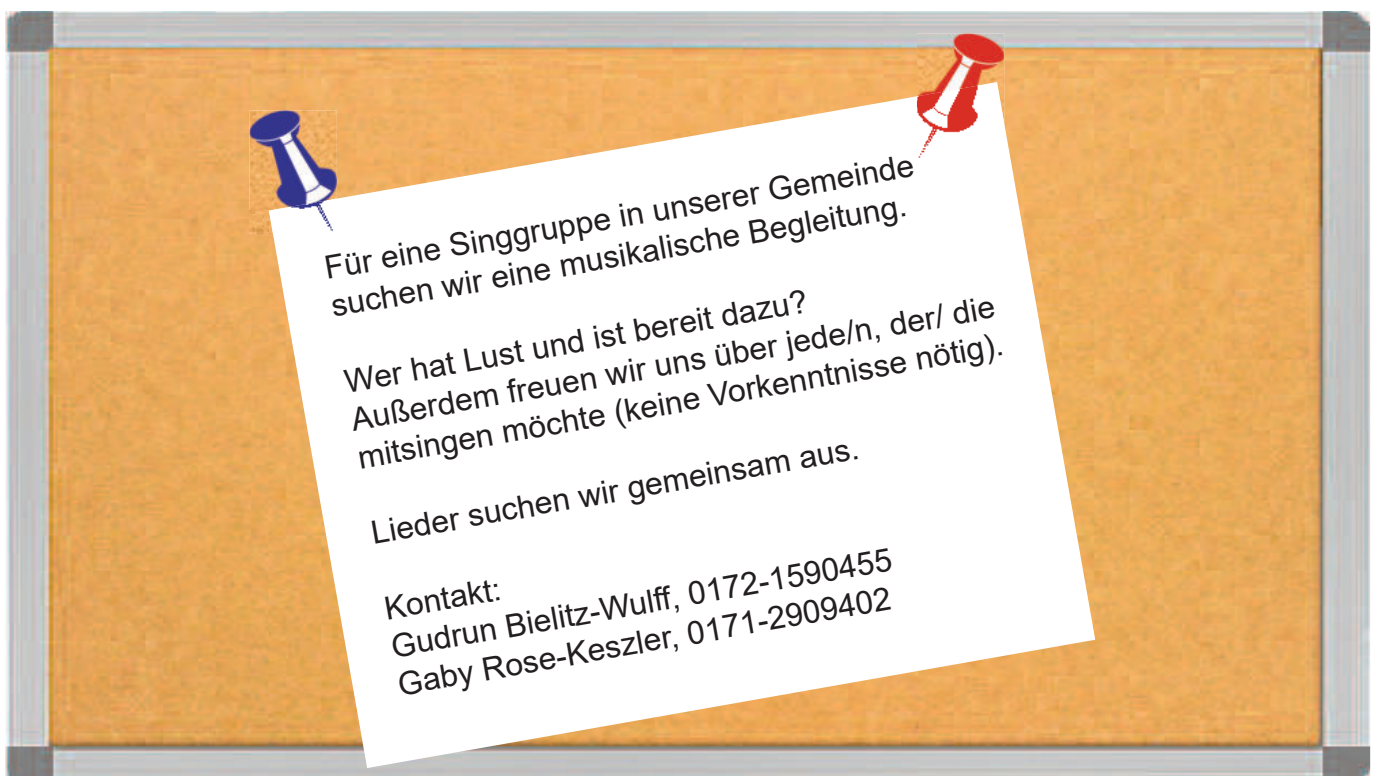 Für eine Singgruppe in unserer Gemeinde
suchen wir eine musikalische Begleitung.
Wer hat Lust und ist bereit dazu?
Außerdem freuen wir uns über jede/n, der/ die
mitsingen möchte (keine Vorkenntnisse nötig).
Lieder suchen wir gemeinsam aus.
Kontakt:
Gudrun Bielitz-Wulff, 0172-1590455
Gaby Rose-Keszler, 0171-2909402